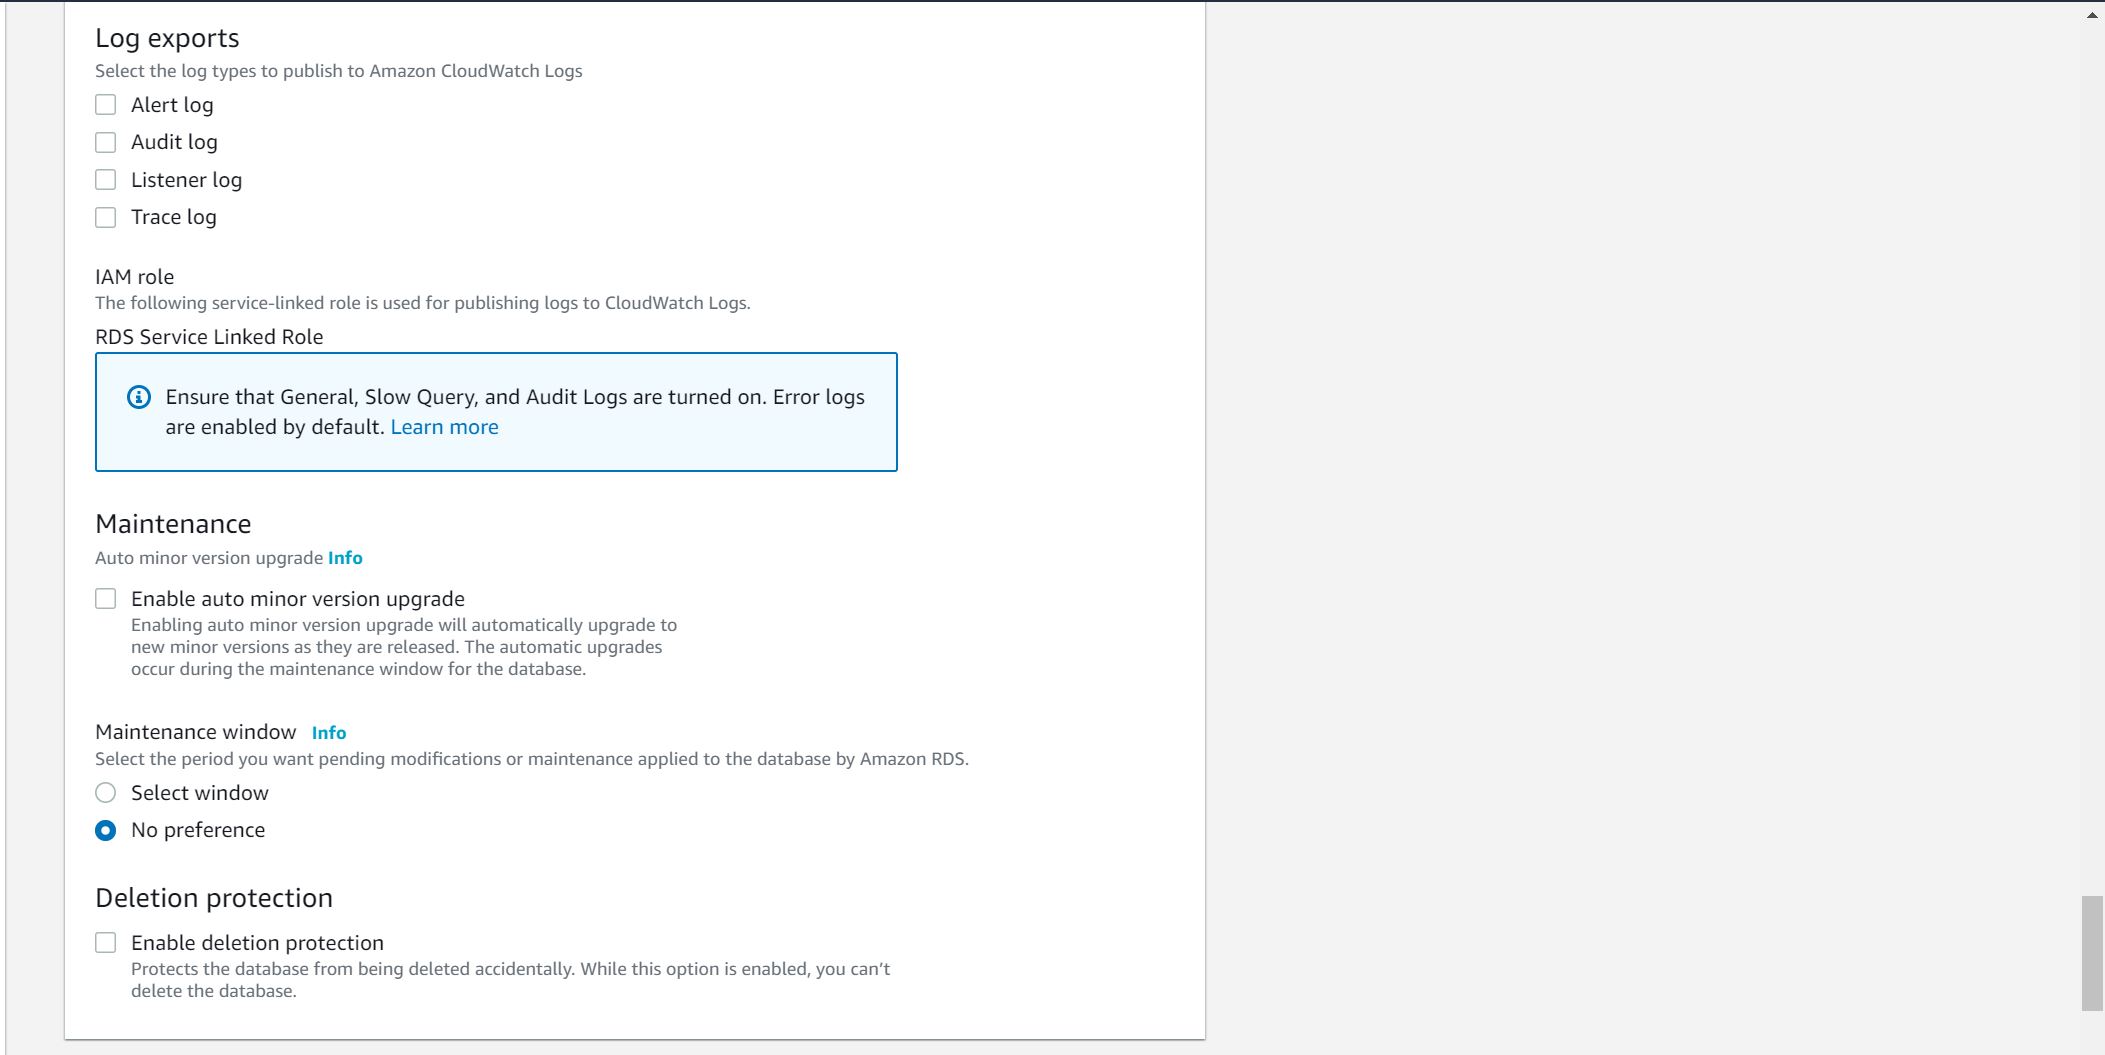 Log exports
Select the log types to publish to Amazon CloudWatch Logs
Alert log
Audit log
Listener log
Trace log
IAM role
The following service-linked role is used for publishing logs to CloudWatch Logs.
RDS Service Linked Role
Ensure that General, Slow Query, and Audit Logs are turned on. Error logs
are enabled by default. Learn more
Maintenance
Auto minor version upgrade Info
Enable auto minor version upgrade
Enabling auto minor version upgrade will automatically upgrade to
new minor versions as they are released. The automatic upgrades
occur during the maintenance window for the database.
Maintenance window Info
Select the period you want pending modifications or maintenance applied to the database by Amazon RDS.
Select window
No preference
Deletion protection
Enable deletion protection
Protects the database from being deleted accidentally. While this option is enabled, you can’t
delete the database.